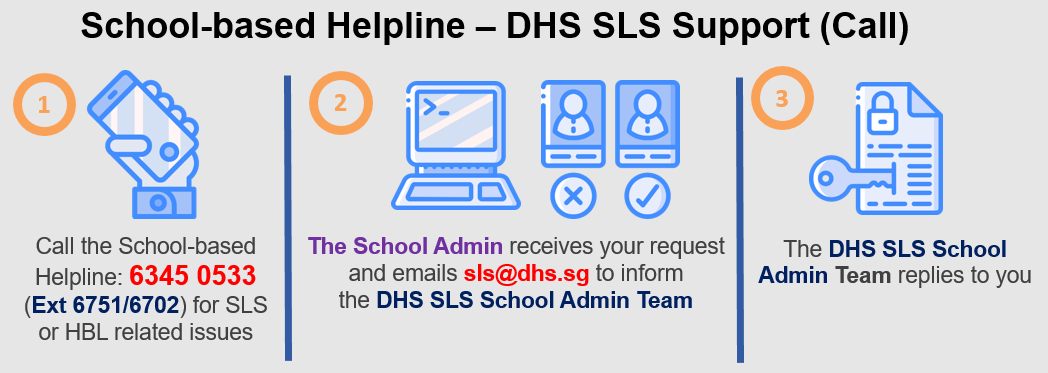 School-based Helpline – DHS SLS Support (Call)
1
Call the School-based
Helpline: 6345 0533
(Ext 6751/6702) for SLS
or HBL related issues
2
The School Admin receives your request
and emails sls@dhs.sg to inform
the DHS SLS School Admin Team
3
The DHS SLS School
Admin Team replies to you